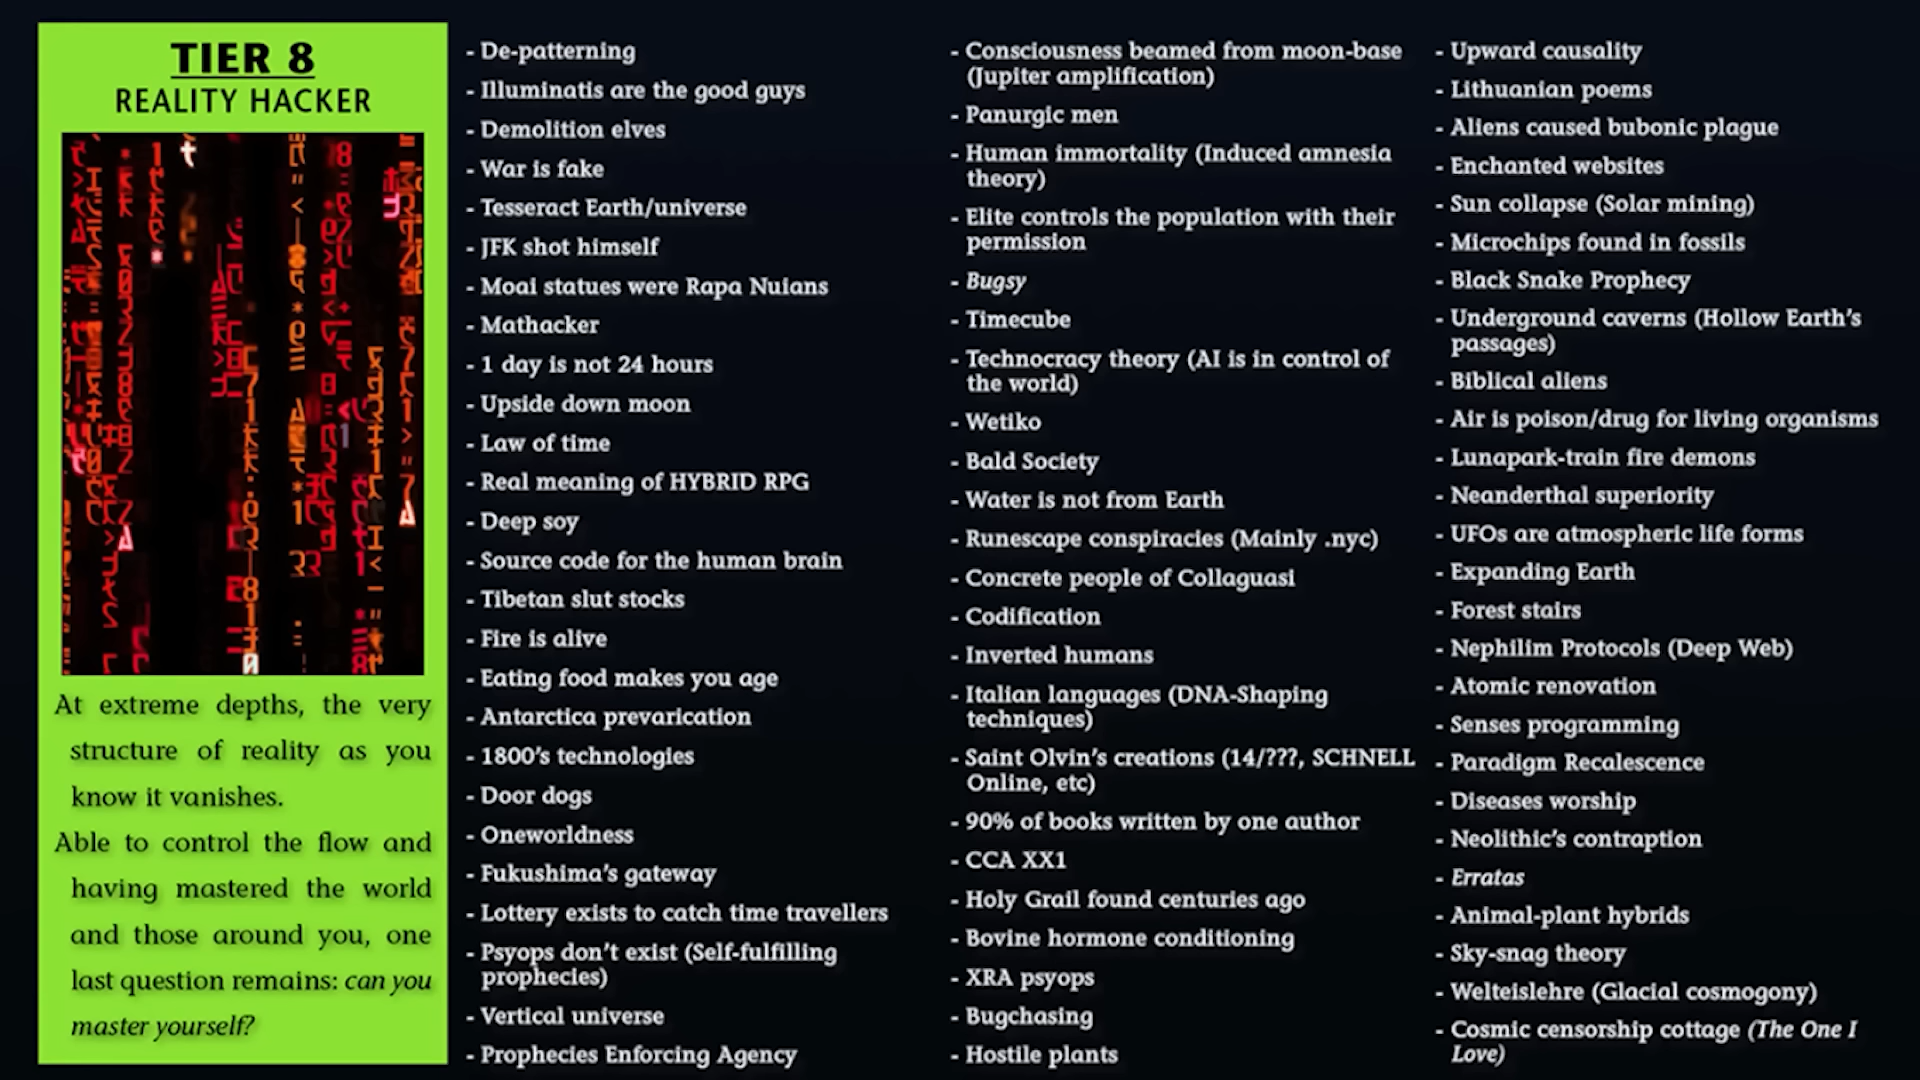 TIER 8
REALITY HACKER
At extreme depths, the very
structure of reality as you
know it vanishes.
Able to control the flow and
having mastered the world
and those around you, one
last question remains: can you
master yourself?
- De-patterning
- Illuminatis are the good guys
- Demolition elves
- War is fake
- Tesseract Earth/universe
- JFK shot himself
- Moai statues were Rapa Nuians
- Mathacker
- 1 day is not 24 hours
- Upside down moon
- Law of time
- Real meaning of HYBRID RPG
- Deep soy
- Source code for the human brain
- Tibetan slut stocks
- Fire is alive
- Eating food makes you age
- Antarctica prevarication
- 1800's technologies
- Door dogs
- Oneworldness
- Fukushima's gateway
- Lottery exists to catch time travellers
- Psyops don't exist (Self-fulfilling
prophecies)
- Vertical universe
- Prophecies Enforcing Agency
- Consciousness beamed from moon-base
(Jupiter amplification)
- Panurgic men
- Human immortality (Induced amnesia
theory)
- Elite controls the population with their
permission
- Bugsy
- Timecube
- Technocracy theory (AI is in control of
the world)
- Wetiko
- Bald Society
- Water is not from Earth
- Runescape conspiracies (Mainly .nyc)
- Concrete people of Collaguasi
- Codification
- Inverted humans
- Italian languages (DNA-Shaping
techniques)
- Saint Olvin's creations (14/???, SCHNELL
Online, etc)
- 90% of books written by one author
- CCA XX1
- Holy Grail found centuries ago
- Bovine hormone conditioning
- XRA psyops
- Bugchasing
- Hostile plants
- Upward causality
- Lithuanian poems
- Aliens caused bubonic plague
- Enchanted websites
- Sun collapse (Solar mining)
- Microchips found in fossils
- Black Snake Prophecy
- Underground caverns (Hollow Earth's
passages)
- Biblical aliens
- Air is poison/drug for living organisms
- Lunapark-train fire demons
- Neanderthal superiority
- UFOs are atmospheric life forms
- Expanding Earth
- Forest stairs
- Nephilim Protocols (Deep Web)
- Atomic renovation
- Senses programming
- Paradigm Recalescence
- Diseases worship
- Neolithic's contraption
- Erratas
- Animal-plant hybrids
- Sky-snag theory
- Welteislehre (Glacial cosmogony)
- Cosmic censorship cottage (The One I
Love)